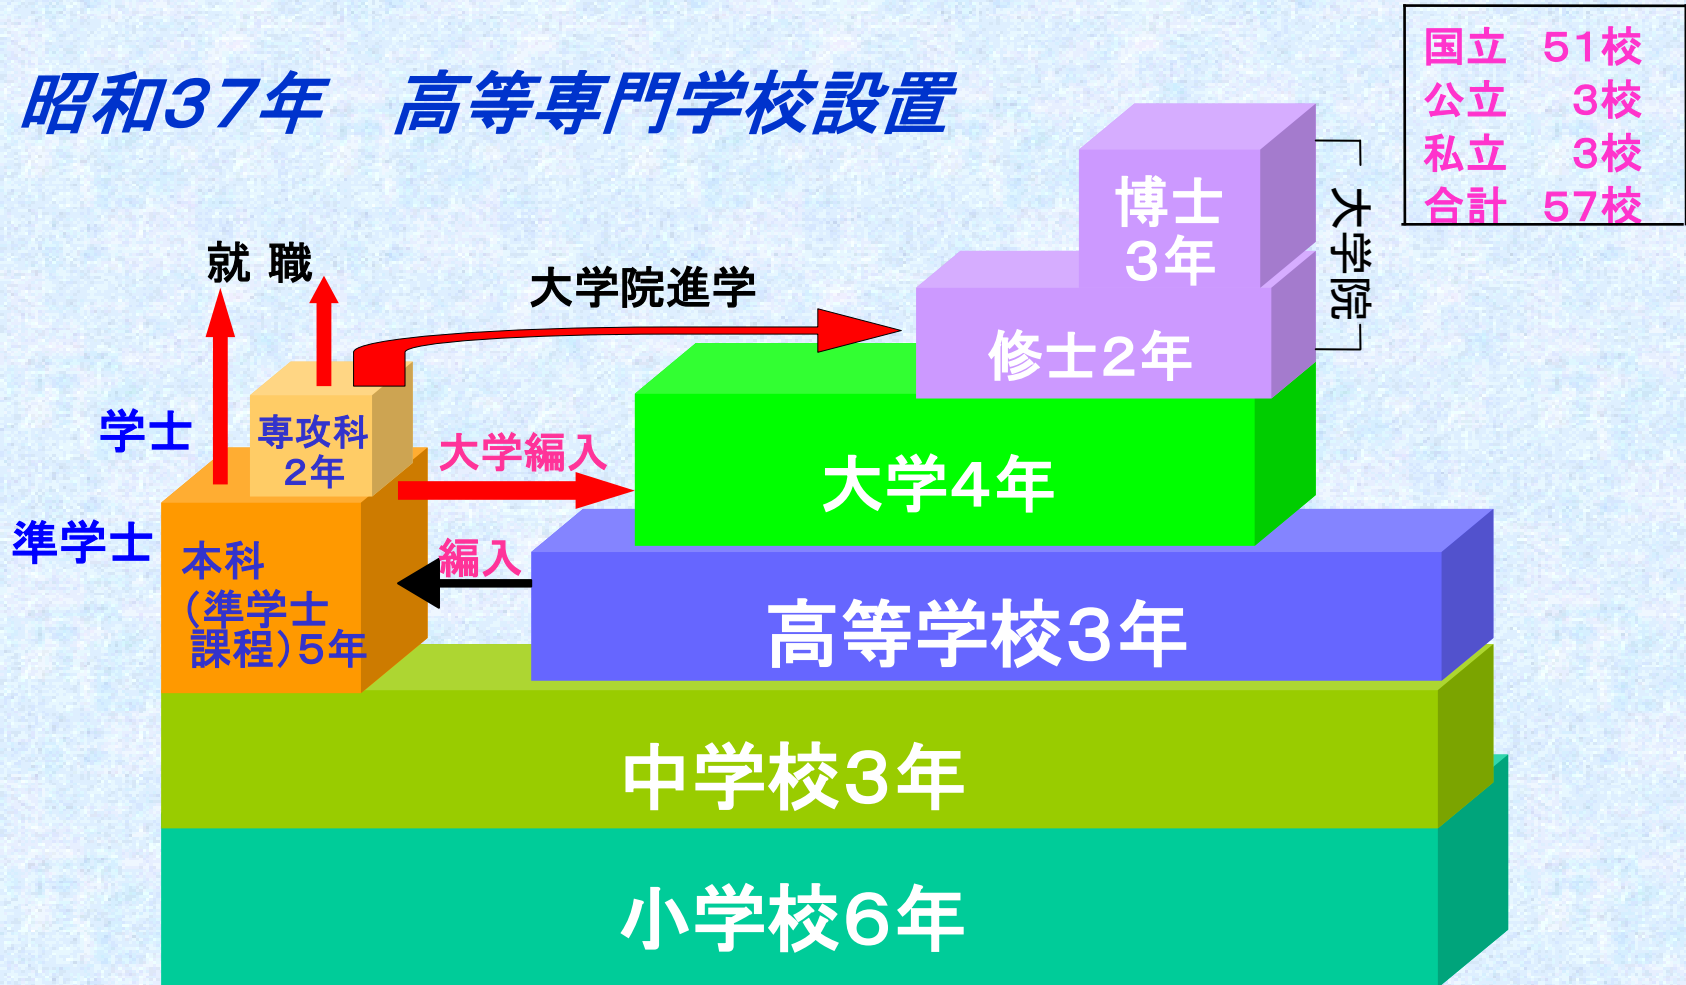 昭和37年　高等専門学校設置
国立　51校
公立　3校
私立　3校
合計　57校
博士
3年
大学院
修士2年
就 職
大学院進学
学士
専攻科
2年
大学編入
大学4年
準学士
本科
（準学士
課程）5年
編入
高等学校3年
中学校3年
小学校6年